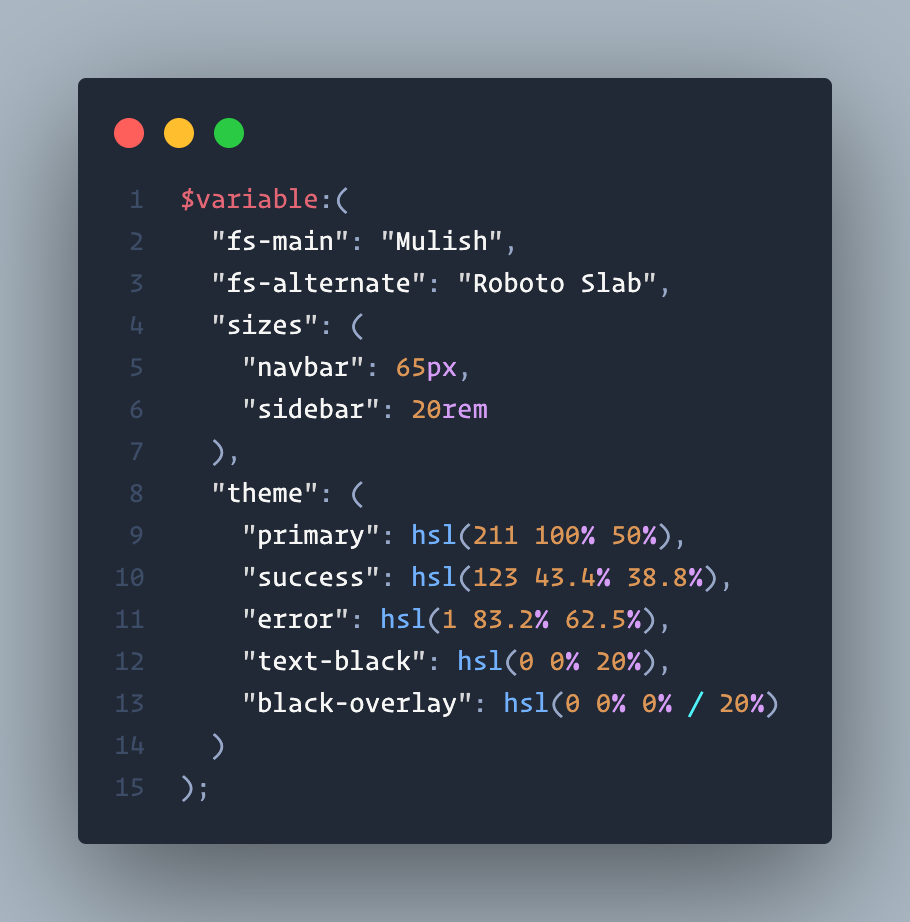 1 $variable:(
2   "fs-main": "Mulish",
3   "fs-alternate": "Roboto Slab",
4   "sizes": (
5     "navbar": 65px,
6     "sidebar": 20rem
7   ),
8   "theme": (
9     "primary": hsl(211 100% 50%),
10     "success": hsl(123 43.4% 38.8%),
11     "error": hsl(1 83.2% 62.5%),
12     "text-black": hsl(0 0% 20%),
13     "black-overlay": hsl(0 0% 0% / 20%)
14   )
15 );